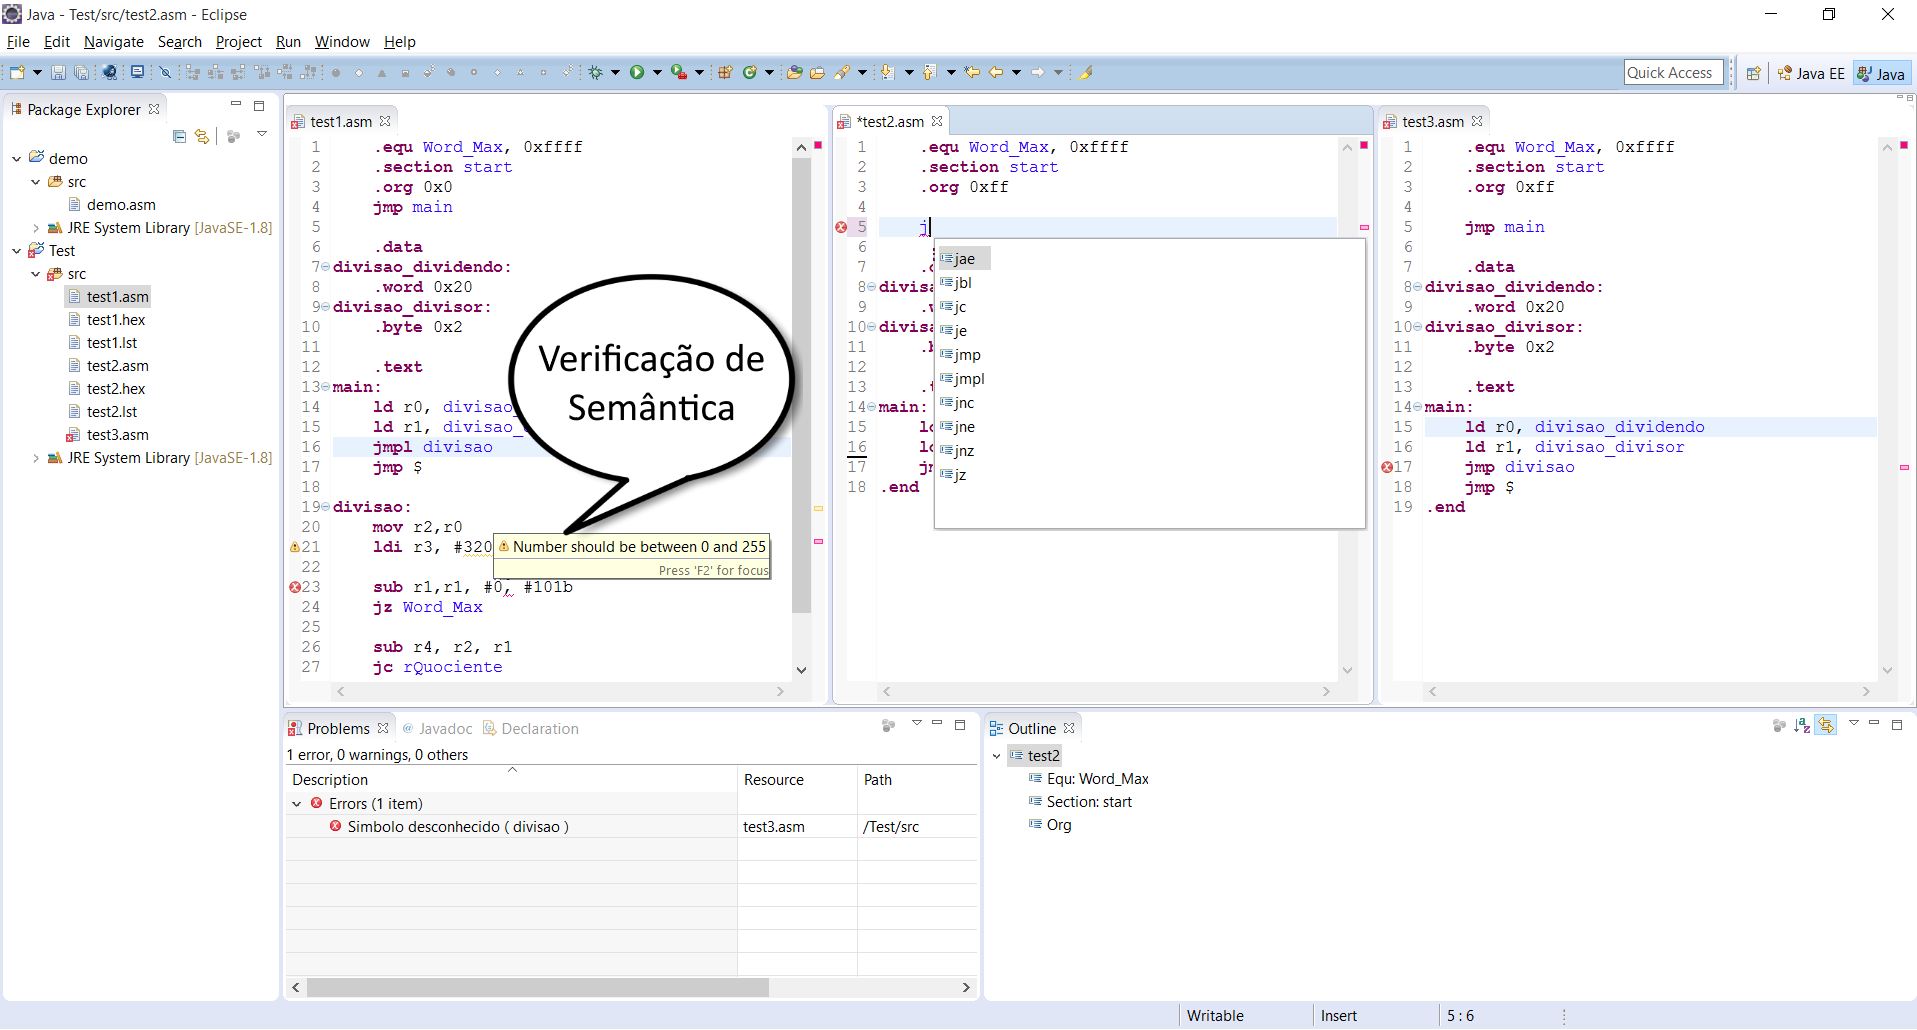 Java - Test/src/test2.asm - Eclipse
File Edit Navigate Search Project Run Window Help
Quick Access Java EE Java
Package Explorer
demo
src
demo.asm
JRE System Library [JavaSE-1.8]
Test
src
test1.asm
test1.hex
test1.lst
test2.asm
test2.hex
test2.lst
test3.asm
JRE System Library [JavaSE-1.8]
test1.asm
1 .equ Word_Max, 0xffff
2 .section start
3 .org 0x0
4 jmp main
5
6 .data
7 divisao_dividendo:
8 .word 0x20
9 divisao_divisor:
10 .byte 0x2
11
12 .text
13 main:
14 ld r0, divisao_
15 ld r1, divisao_
16 jmpl divisao
17 jmp $
18
19 divisao:
20 mov r2,r0
21 ldi r3, #320
22
23 sub r1,r1, #0, #101b
24 jz Word_Max
25
26 sub r4, r2, r1
27 jc rQuociente
Verificação de
Semântica
Number should be between 0 and 255
Press 'F2' for focus
*test2.asm
1 .equ Word_Max, 0xffff
2 .section start
3 .org 0xff
4
5 j
6
7
8 divis
9
10 divis
11
12
13
14 main:
15
16
17
18 .end
jae
jbl
jc
je
jmp
jmpl
jnc
jne
jnz
jz
test3.asm
1 .equ Word_Max, 0xffff
2 .section start
3 .org 0xff
4
5 jmp main
6
7 .data
8 divisao_dividendo:
9 .word 0x20
10 divisao_divisor:
11 .byte 0x2
12
13 .text
14 main:
15 ld r0, divisao_dividendo
16 ld r1, divisao_divisor
17 jmp divisao
18 jmp $
19 .end
Problems @ Javadoc Declaration
1 error, 0 warnings, 0 others
Description Resource Path
Errors (1 item)
Simbolo desconhecido ( divisao ) test3.asm /Test/src
Outline
test2
Equ: Word_Max
Section: start
Org
Writable Insert 5 : 6